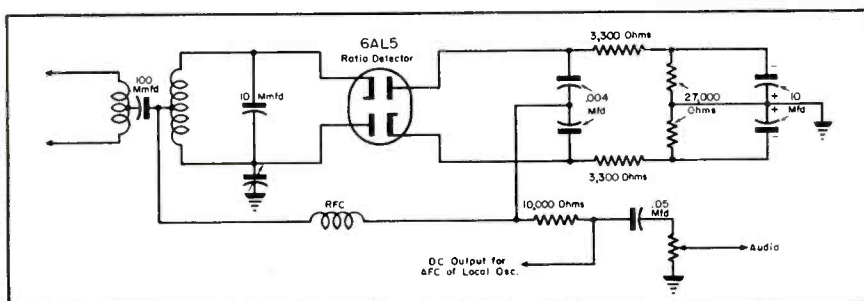 6AL5
Ratio Detector
100
Mmfd
10 Mmfd
3,300 Ohms
.004
Mfd
27,000
Ohms
-
+
+
-
10
Mfd
3,300 Ohms
RFC
10,000 Ohms
.05
Mfd
DC Output for
AFC of Local Osc.
Audio